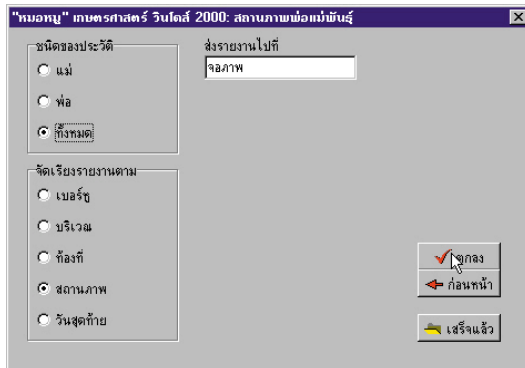 "หมอหมู" เกษตรศาสตร์ วินโดส์ 2000: สถานภาพพ่อแม่พันธุ์
ชนิดของประวัติ
แม่
พ่อ
ทั้งหมด
ส่งรายงานไปที่
จอภาพ
จัดเรียงรายงานตาม
เบอร์หู
บริเวณ
ท้องที่
สถานภาพ
วันสุดท้าย
ตกลง
ก่อนหน้า
เสร็จแล้ว